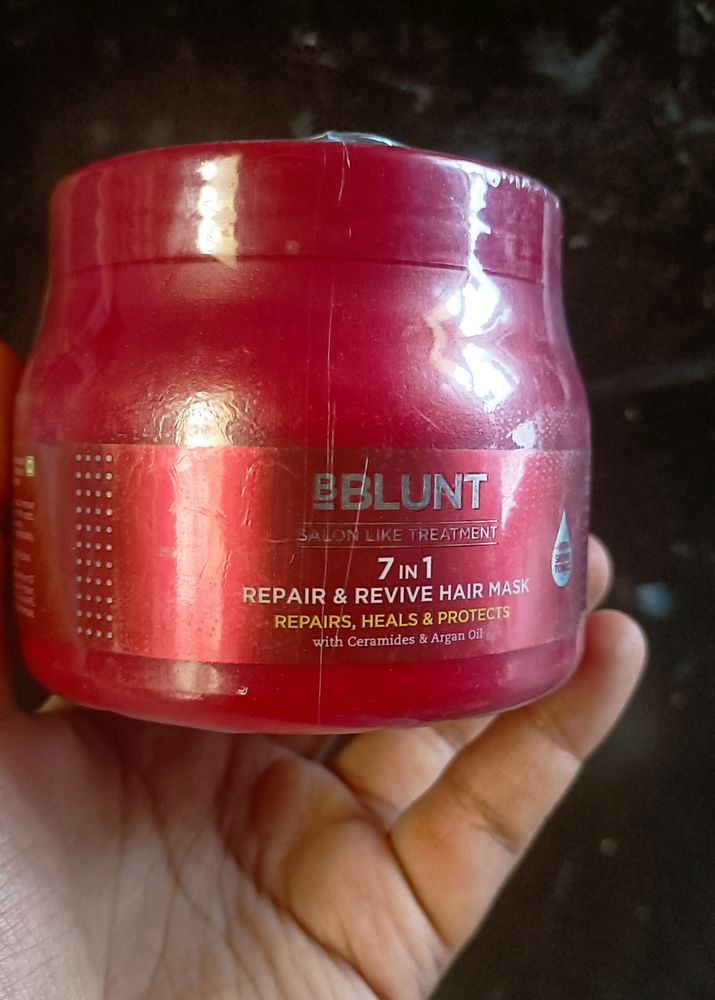 BBLUNT
SALON LIKE TREATMENT
7 IN 1
REPAIR & REVIVE HAIR MASK
REPAIRS, HEALS & PROTECTS
with Ceramides & Argan Oil